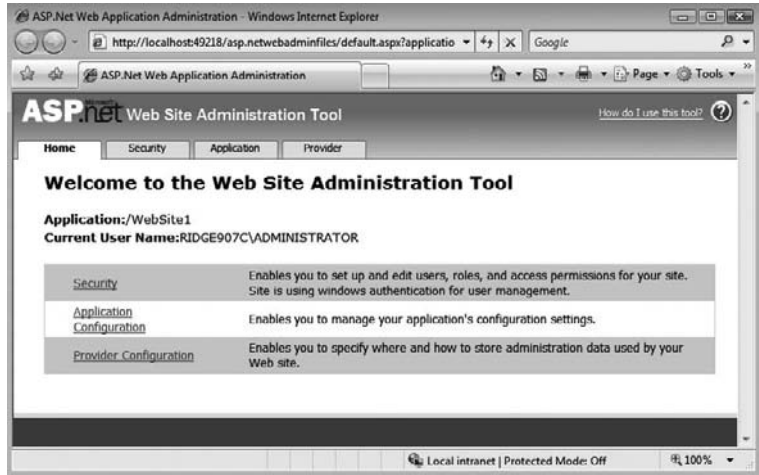 ASP.Net Web Application Administration - Windows Internet Explorer
http://localhost:49218/asp.netwebadminfiles/default.aspx?applicatio
Google
ASP.Net Web Application Administration
Page
Tools
ASP.net Web Site Administration Tool
How do I use this tool?
Home
Security
Application
Provider
Welcome to the Web Site Administration Tool
Application:/WebSite1
Current User Name:RIDGE907C\ADMINISTRATOR
Security
Enables you to set up and edit users, roles, and access permissions for your site.
Site is using windows authentication for user management.
Application
Configuration
Enables you to manage your application's configuration settings.
Provider Configuration
Enables you to specify where and how to store administration data used by your
Web site.
Local intranet | Protected Mode: Off
100%